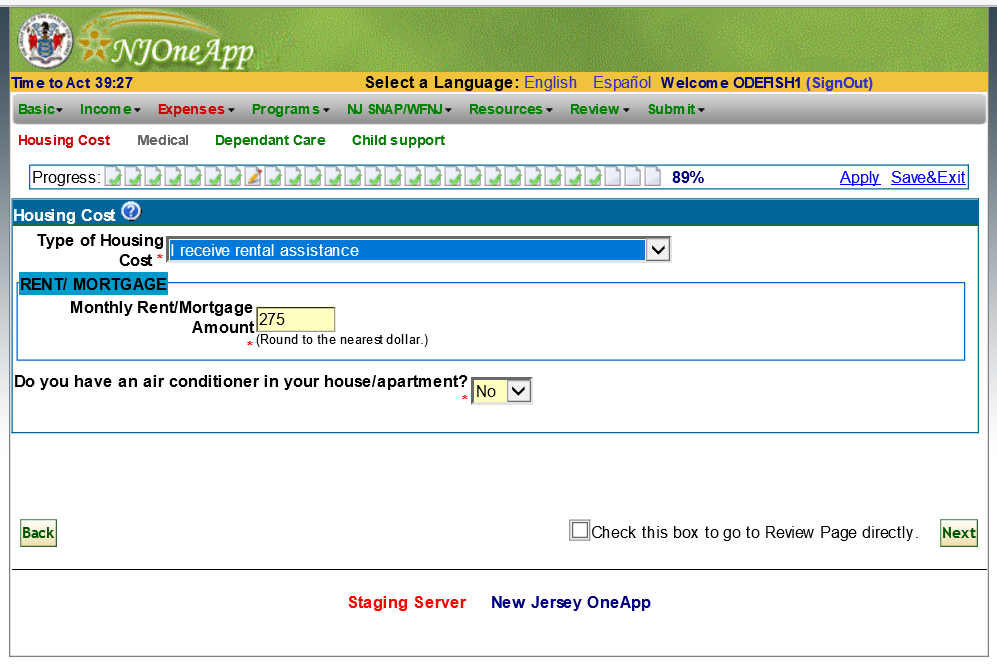 NJOneApp
Time to Act 39:27 Select a Language: English Español Welcome ODEFISH1 (SignOut)
Basic Income Expenses Programs NJ SNAP/WFNJ Resources Review Submit
Housing Cost Medical Dependant Care Child support
Progress: 89% Apply Save&Exit
Housing Cost ?
Type of Housing
Cost * I receive rental assistance
RENT/ MORTGAGE
Monthly Rent/Mortgage
Amount 275
* (Round to the nearest dollar.)
Do you have an air conditioner in your house/apartment? No
*
Back Check this box to go to Review Page directly. Next
Staging Server New Jersey OneApp